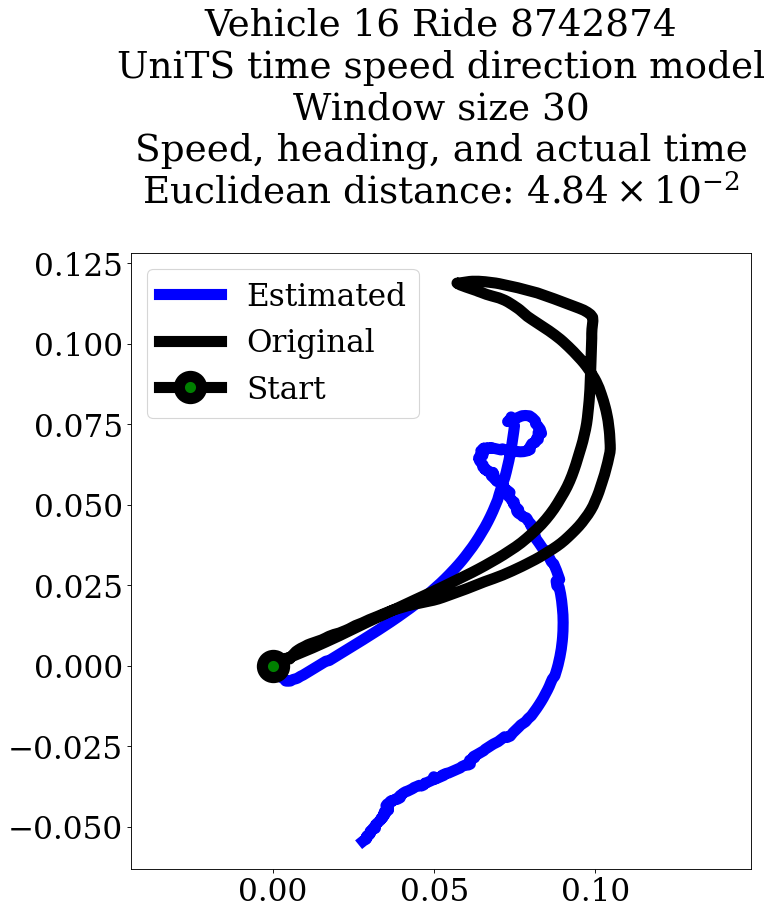 Vehicle 16 Ride 8742874
UniTS time speed direction model
Window size 30
Speed, heading, and actual time
Euclidean distance: 4.84 × 10⁻²
Estimated
Original
Start
0.125
0.100
0.075
0.050
0.025
0.000
−0.025
−0.050
0.00 0.05 0.10